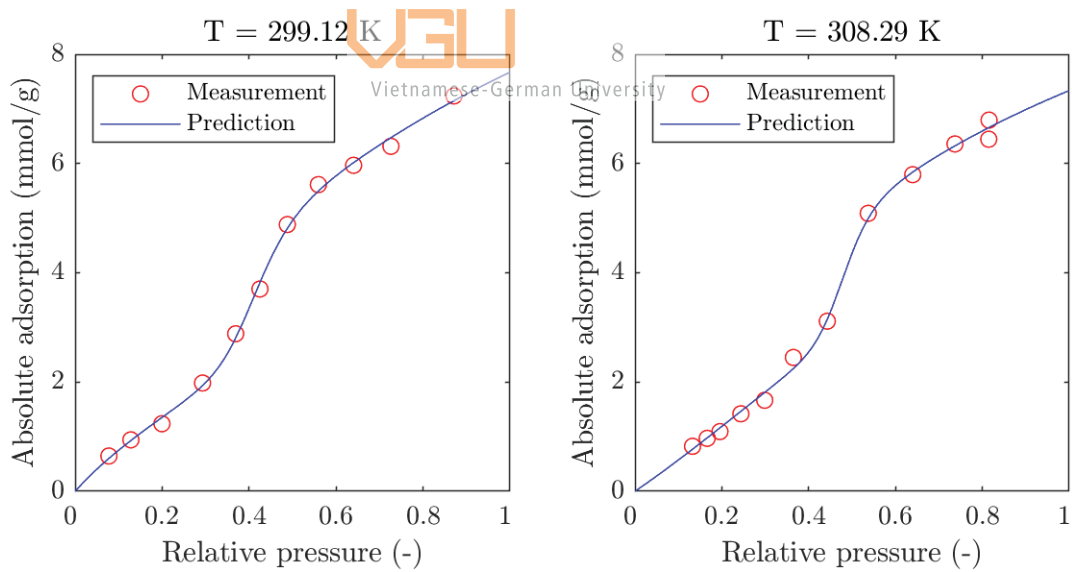 T = 299.12 K
VGU
Vietnamese-German University
8
6
4
2
0
Absolute adsorption (mmol/g)
Measurement
Prediction
0
0.2
0.4
0.6
0.8
1
Relative pressure (-)
T = 308.29 K
8
6
4
2
0
Absolute adsorption (mmol/g)
Measurement
Prediction
0
0.2
0.4
0.6
0.8
1
Relative pressure (-)